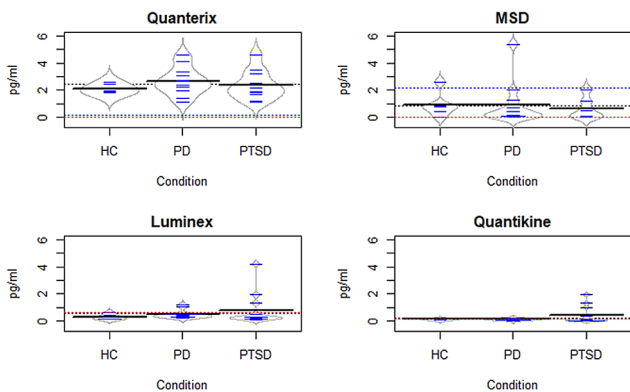 Quanterix
pg/ml
6
4
2
0
HC PD PTSD
Condition
MSD
pg/ml
6
4
2
0
HC PD PTSD
Condition
Luminex
pg/ml
6
4
2
0
HC PD PTSD
Condition
Quantikine
pg/ml
6
4
2
0
HC PD PTSD
Condition